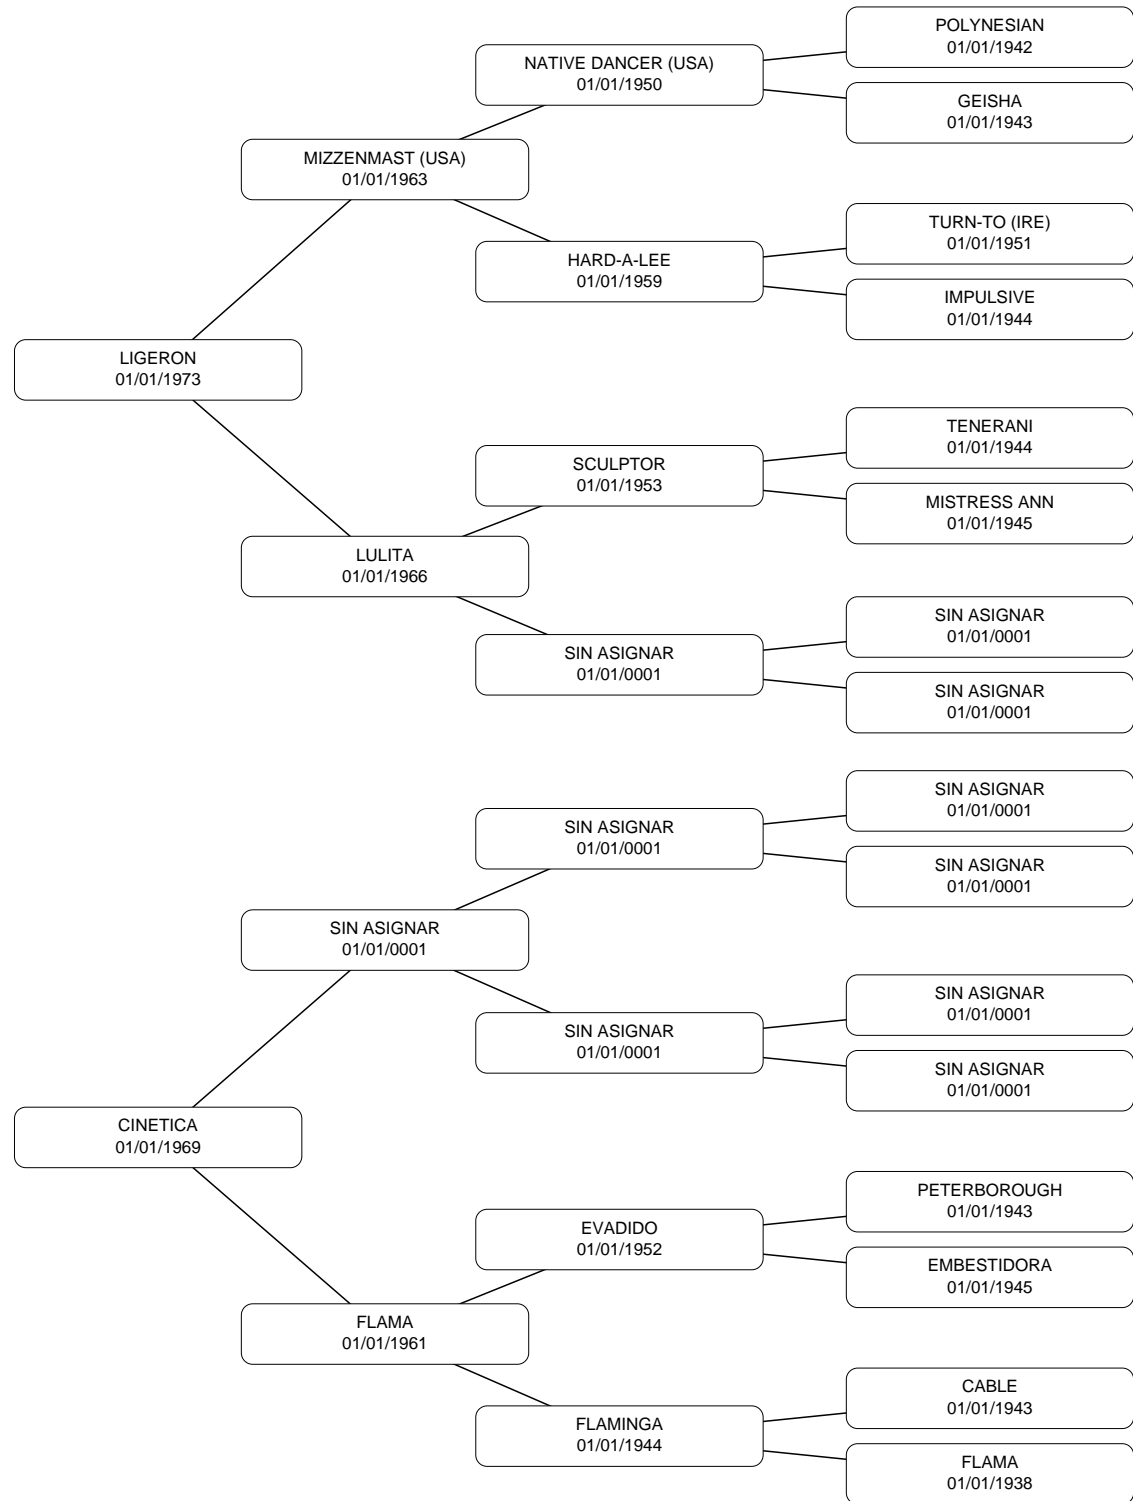 POLYNESIAN
01/01/1942
NATIVE DANCER (USA)
01/01/1950
GEISHA
01/01/1943
MIZZENMAST (USA)
01/01/1963
TURN-TO (IRE)
01/01/1951
HARD-A-LEE
01/01/1959
IMPULSIVE
01/01/1944
LIGERON
01/01/1973
TENERANI
01/01/1944
SCULPTOR
01/01/1953
MISTRESS ANN
01/01/1945
LULITA
01/01/1966
SIN ASIGNAR
01/01/0001
SIN ASIGNAR
01/01/0001
SIN ASIGNAR
01/01/0001
SIN ASIGNAR
01/01/0001
SIN ASIGNAR
01/01/0001
SIN ASIGNAR
01/01/0001
SIN ASIGNAR
01/01/0001
SIN ASIGNAR
01/01/0001
SIN ASIGNAR
01/01/0001
SIN ASIGNAR
01/01/0001
CINETICA
01/01/1969
PETERBOROUGH
01/01/1943
EVADIDO
01/01/1952
EMBESTIDORA
01/01/1945
FLAMA
01/01/1961
CABLE
01/01/1943
FLAMINGA
01/01/1944
FLAMA
01/01/1938